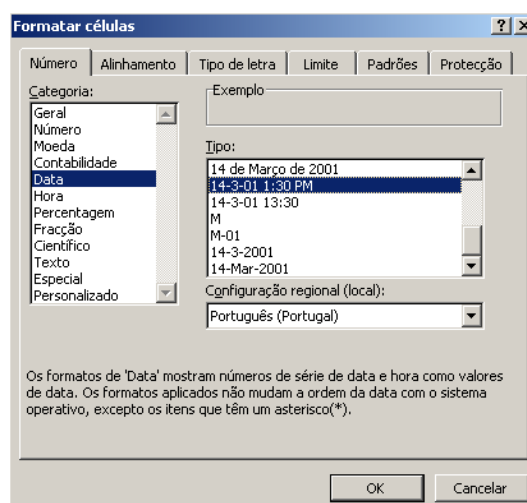 Formatar células
Número Alinhamento Tipo de letra Limite Padrões Protecção
Categoria:
Geral
Número
Moeda
Contabilidade
Data
Hora
Percentagem
Fracção
Científico
Texto
Especial
Personalizado
Exemplo
Tipo:
14 de Março de 2001
14-3-01 1:30 PM
14-3-01 13:30
M
M-01
14-3-2001
14-Mar-2001
Configuração regional (local):
Português (Portugal)
Os formatos de 'Data' mostram números de série de data e hora como valores
de data. Os formatos aplicados não mudam a ordem da data com o sistema
operativo, excepto os itens que têm um asterisco(*).
OK Cancelar